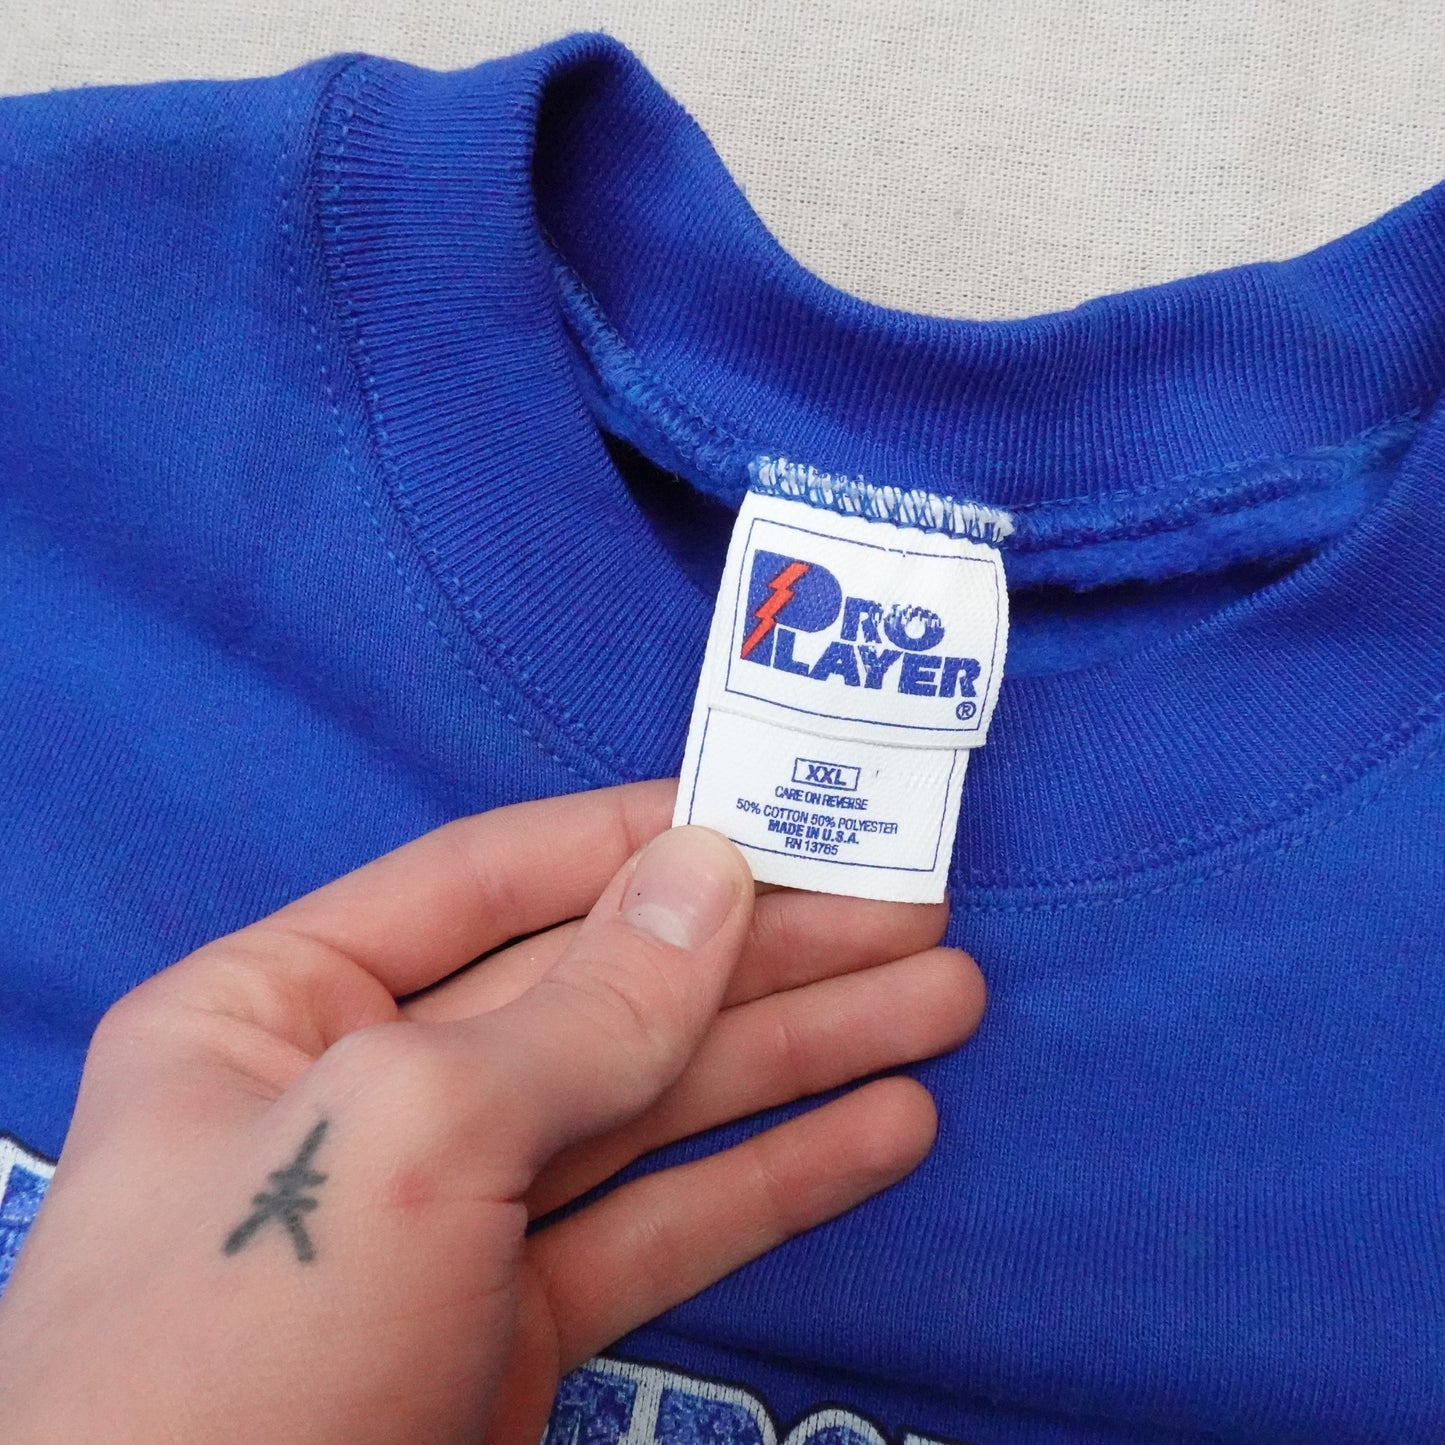 PRO
PLAYER
®
XXL
CARE ON REVERSE
50% COTTON 50% POLYESTER
MADE IN U.S.A.
RN 13765